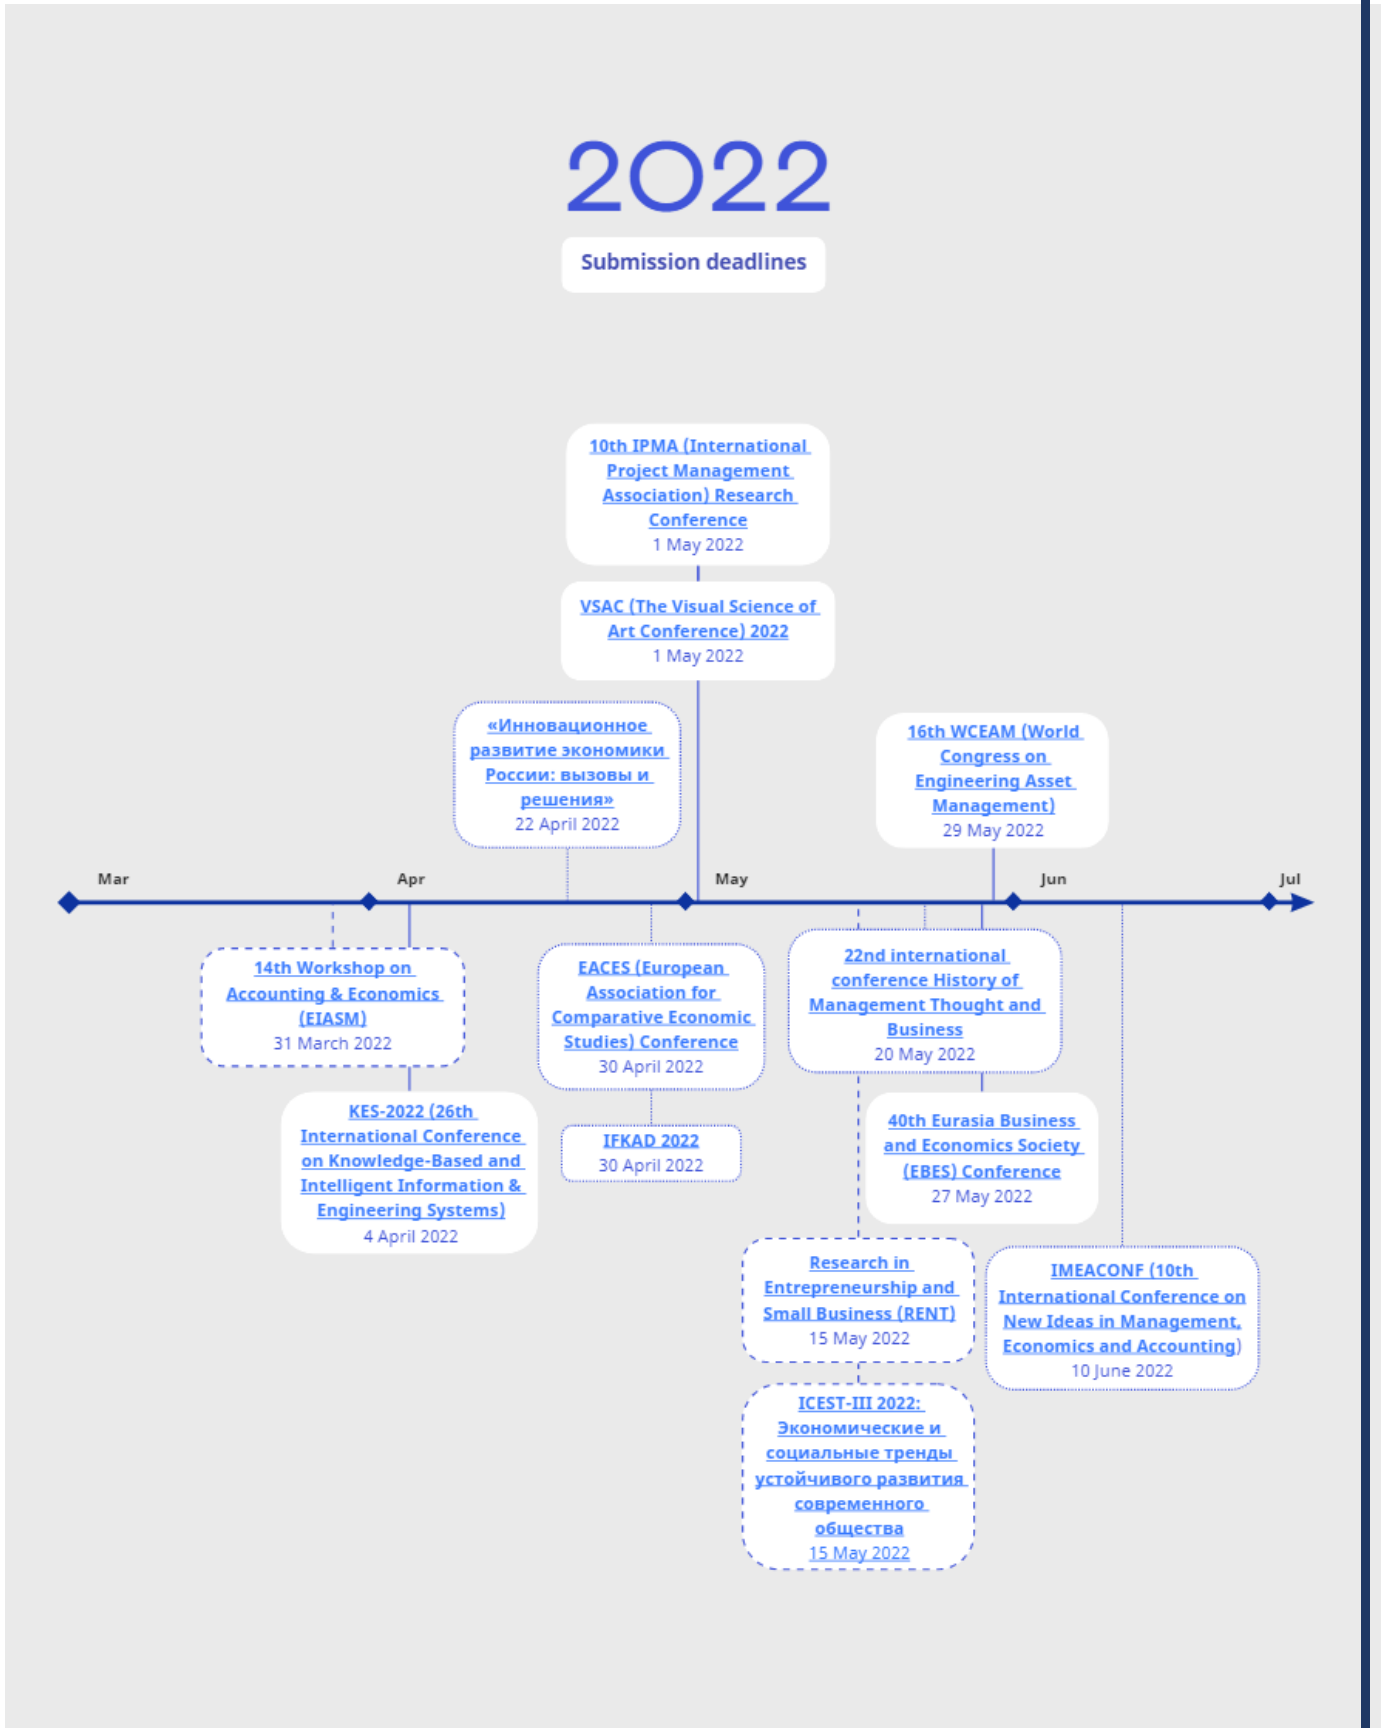 2022
Submission deadlines
10th IPMA (International
Project Management
Association) Research
Conference
1 May 2022
VSAC (The Visual Science of
Art Conference) 2022
1 May 2022
«Инновационное
развитие экономики
России: вызовы и
решения»
22 April 2022
16th WCEAM (World
Congress on
Engineering Asset
Management)
29 May 2022
Mar
Apr
May
Jun
Jul
14th Workshop on
Accounting & Economics
(EIASM)
31 March 2022
KES-2022 (26th
International Conference
on Knowledge-Based and
Intelligent Information &
Engineering Systems)
4 April 2022
EACES (European
Association for
Comparative Economic
Studies) Conference
30 April 2022
IFKAD 2022
30 April 2022
22nd international
conference History of
Management Thought and
Business
20 May 2022
40th Eurasia Business
and Economics Society
(EBES) Conference
27 May 2022
Research in
Entrepreneurship and
Small Business (RENT)
15 May 2022
IMEACONF (10th
International Conference on
New Ideas in Management,
Economics and Accounting)
10 June 2022
ICEST-III 2022:
Экономические и
социальные тренды
устойчивого развития
современного
общества
15 May 2022